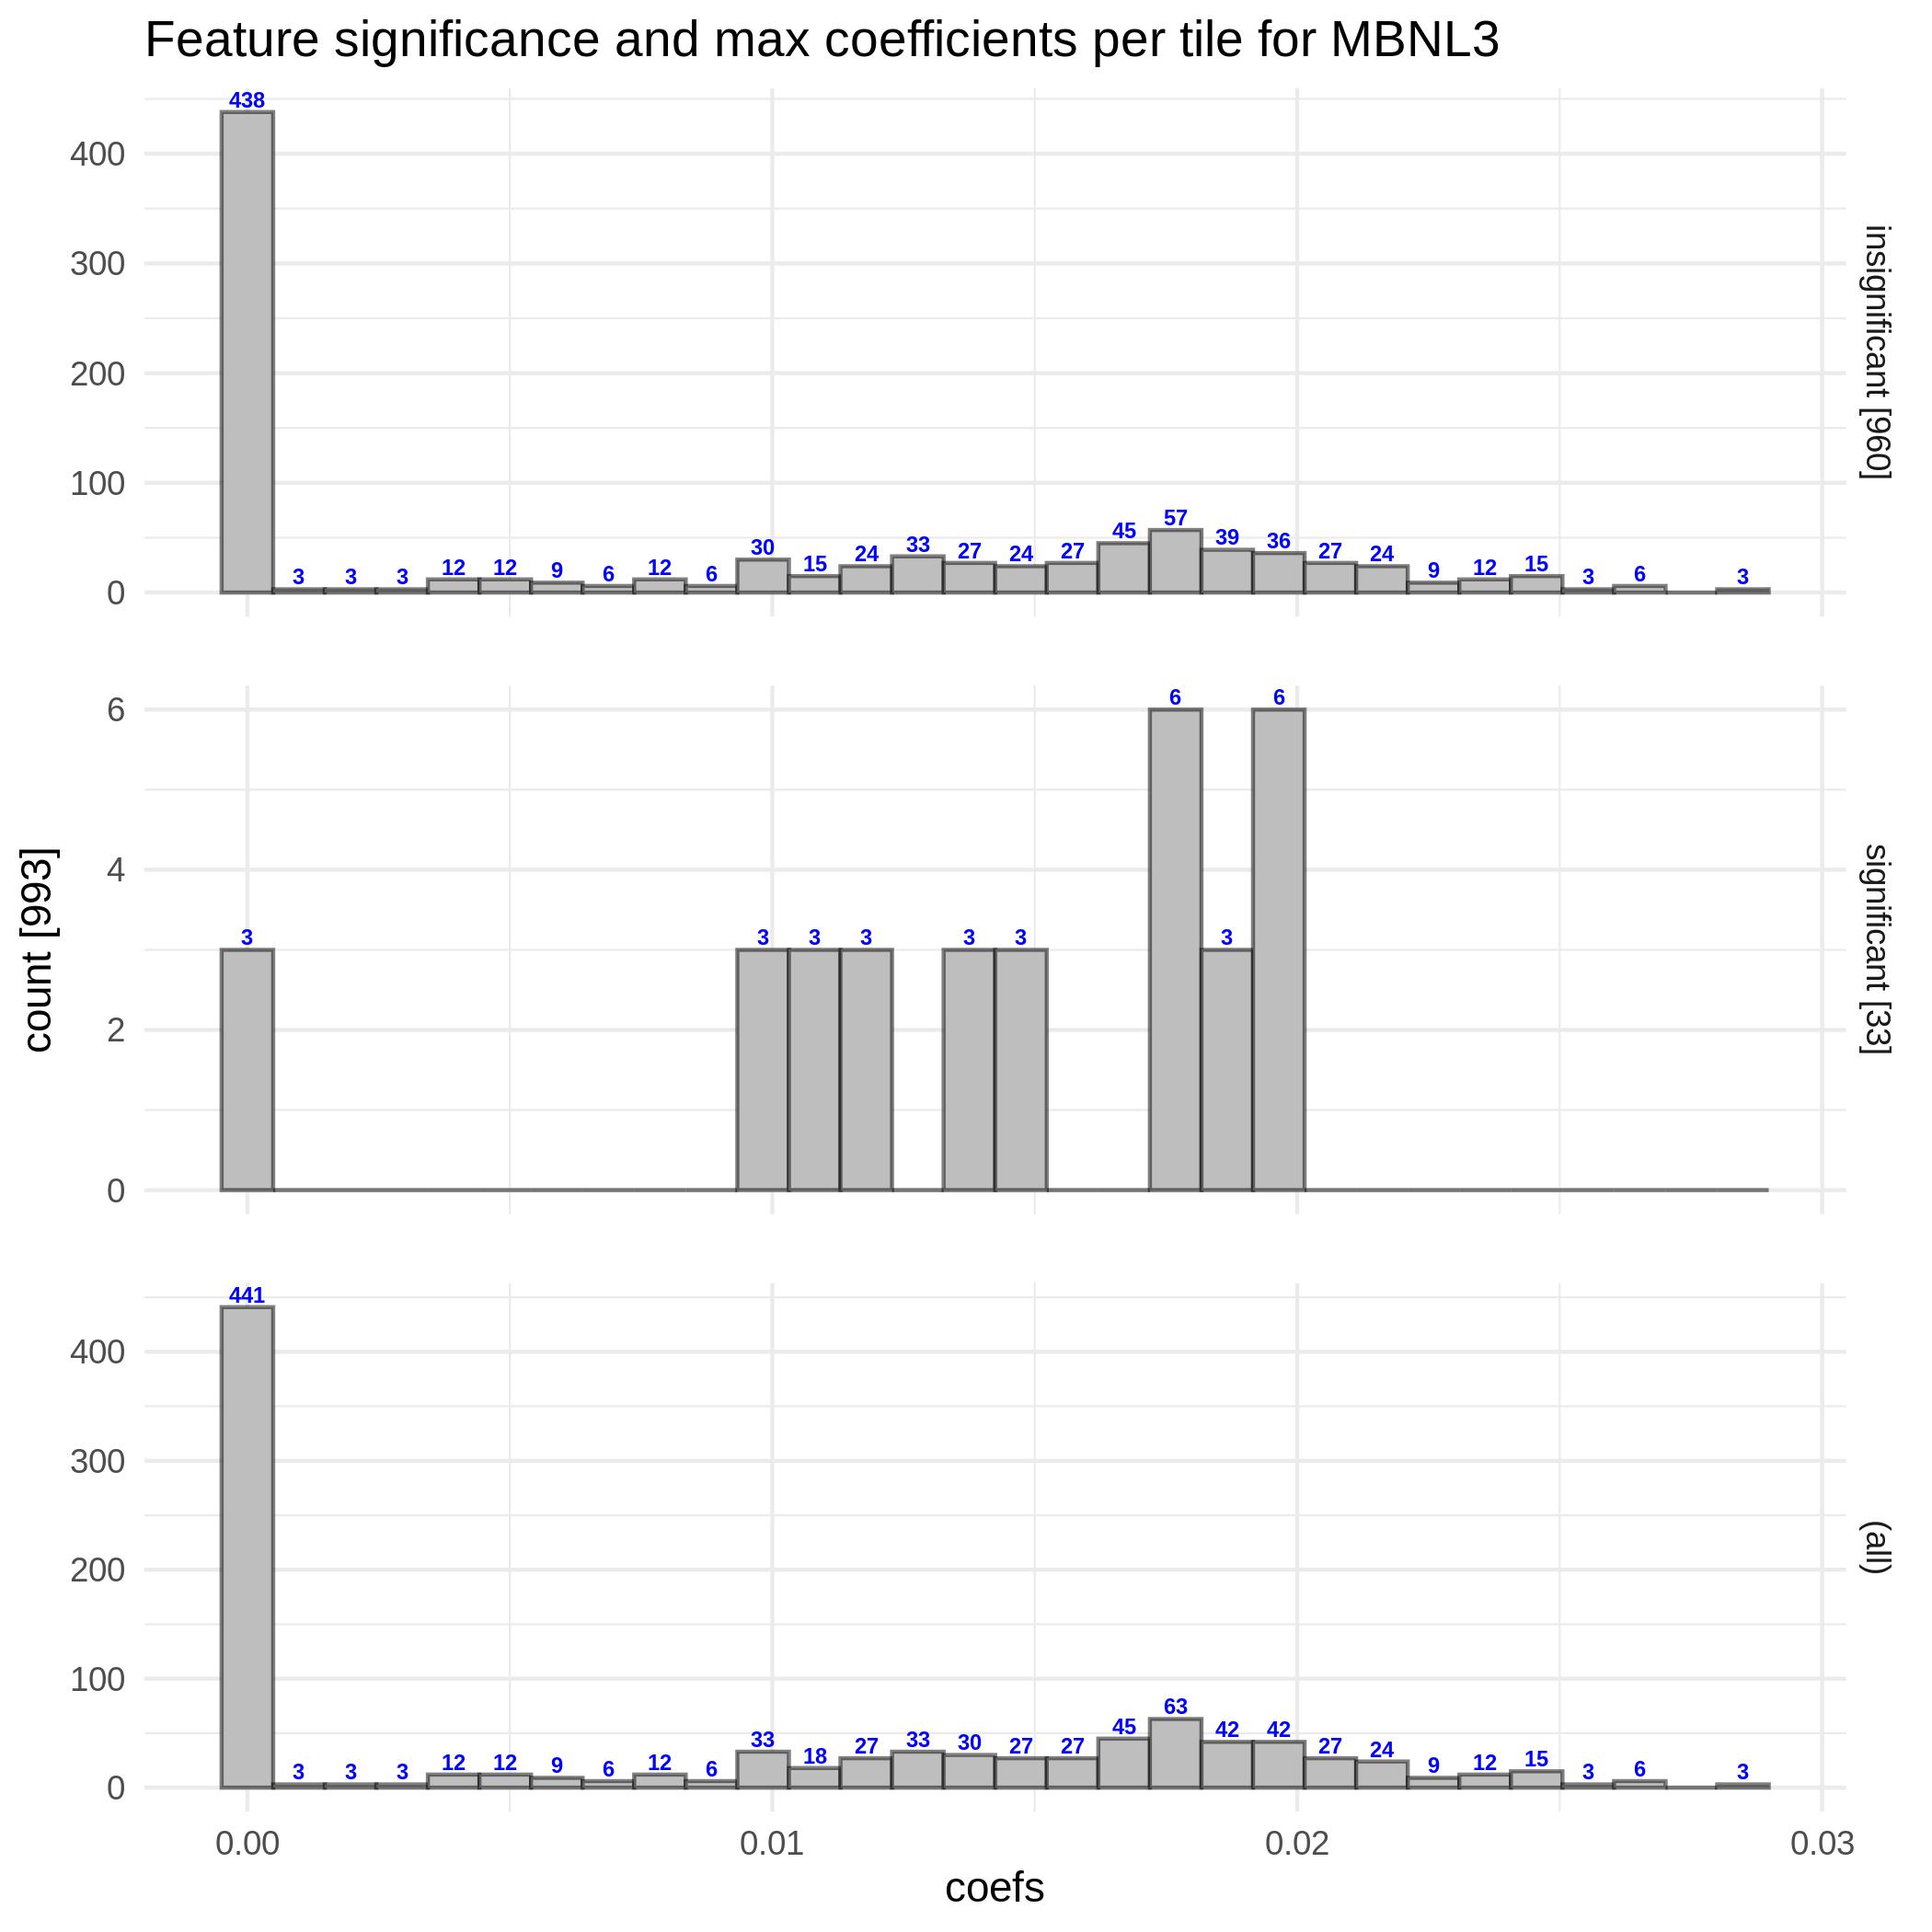 Feature significance and max coefficients per tile for MBNL3
438
400
300
200
100
0
3 3 3 12 12 9 6 12 6 30 15 24 33 27 24 27 45 57 39 36 27 24 9 12 15 3 6 3
insignificant [960]
6
4
2
0
3 3 3 3 3 3 6 3 6
significant [33]
count [993]
441
400
300
200
100
0
3 3 3 12 12 9 6 12 6 33 18 27 33 30 27 27 45 63 42 42 27 24 9 12 15 3 6 3
(all)
0.00 0.01 0.02 0.03
coefs